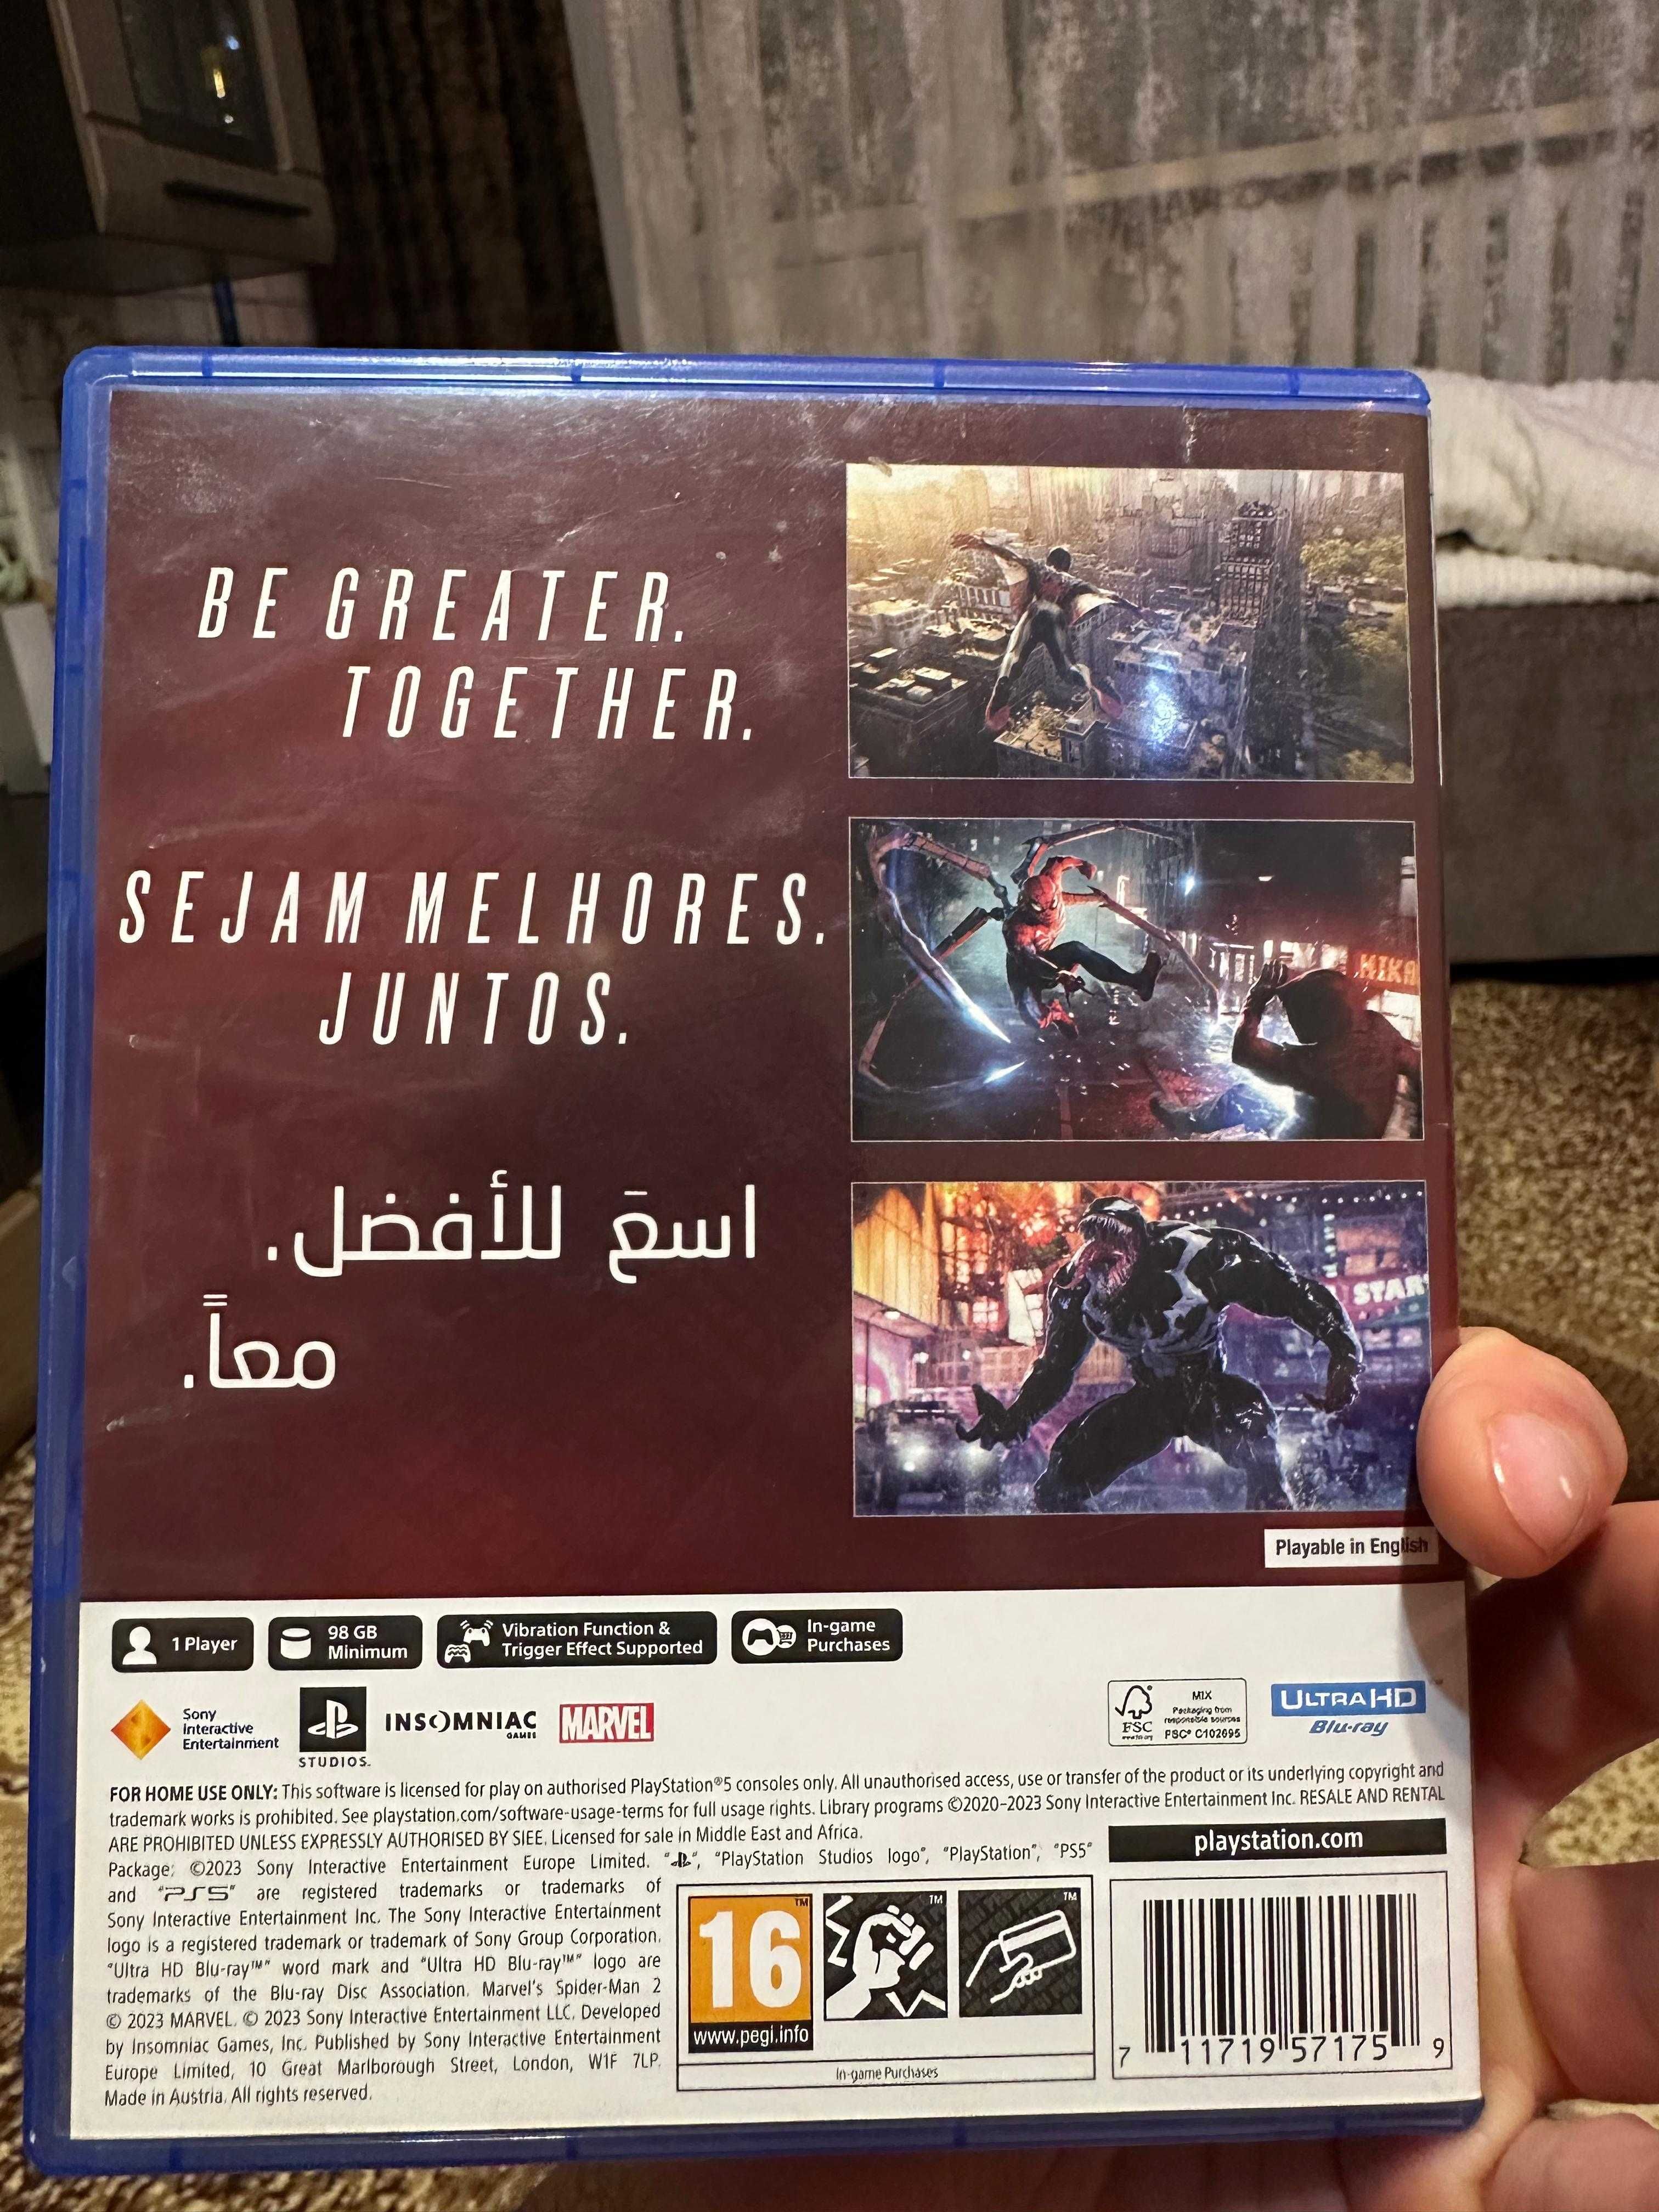 BE GREATER.
TOGETHER.
SEJAM MELHORES.
JUNTOS.
اسعَ للأفضل.
معاً.
HIKA
STAR
Playable in English
1 Player
98 GB
Minimum
Vibration Function &
Trigger Effect Supported
In-game
Purchases
Sony
Interactive
Entertainment
STUDIOS™
INSOMNIAC
GAMES
MARVEL
FSC
MIX
Packaging from
responsible sources
FSC® C102695
ULTRA HD
Blu-ray
FOR HOME USE ONLY: This software is licensed for play on authorised PlayStation®5 consoles only. All unauthorised access, use or transfer of the product or its underlying copyright and
trademark works is prohibited. See playstation.com/software-usage-terms for full usage rights. Library programs ©2020-2023 Sony Interactive Entertainment Inc. RESALE AND RENTAL
ARE PROHIBITED UNLESS EXPRESSLY AUTHORISED BY SIEE. Licensed for sale in Middle East and Africa.
Package: ©2023 Sony Interactive Entertainment Europe Limited. “ ”, “PlayStation Studios logo”, “PlayStation”, “PS5”
and “PS5” are registered trademarks or trademarks of
Sony Interactive Entertainment Inc. The Sony Interactive Entertainment
logo is a registered trademark or trademark of Sony Group Corporation.
“Ultra HD Blu-ray™” word mark and “Ultra HD Blu-ray™” logo are
trademarks of the Blu-ray Disc Association. Marvel's Spider-Man 2
© 2023 MARVEL. © 2023 Sony Interactive Entertainment LLC. Developed
by Insomniac Games, Inc. Published by Sony Interactive Entertainment
Europe Limited, 10 Great Marlborough Street, London, W1F 7LP.
Made in Austria. All rights reserved.
playstation.com
16
TM
TM
TM
www.pegi.info
In-game Purchases
7 11719 57175 9